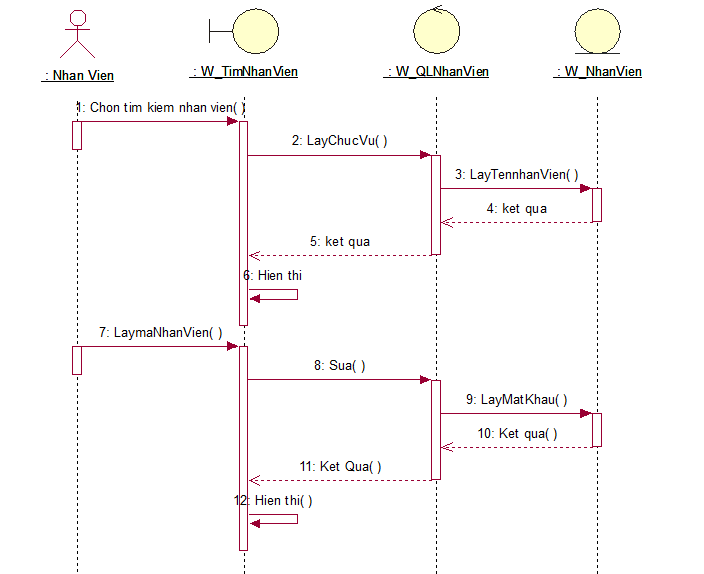 : Nhan Vien
: W_TimNhanVien
: W_QLNhanVien
: W_NhanVien
1: Chon tim kiem nhan vien( )
2: LayChucVu( )
3: LayTennhanVien( )
4: ket qua
5: ket qua
6: Hien thi
7: LaymaNhanVien( )
8: Sua( )
9: LayMatKhau( )
10: Ket qua( )
11: Ket Qua( )
12: Hien thi( )